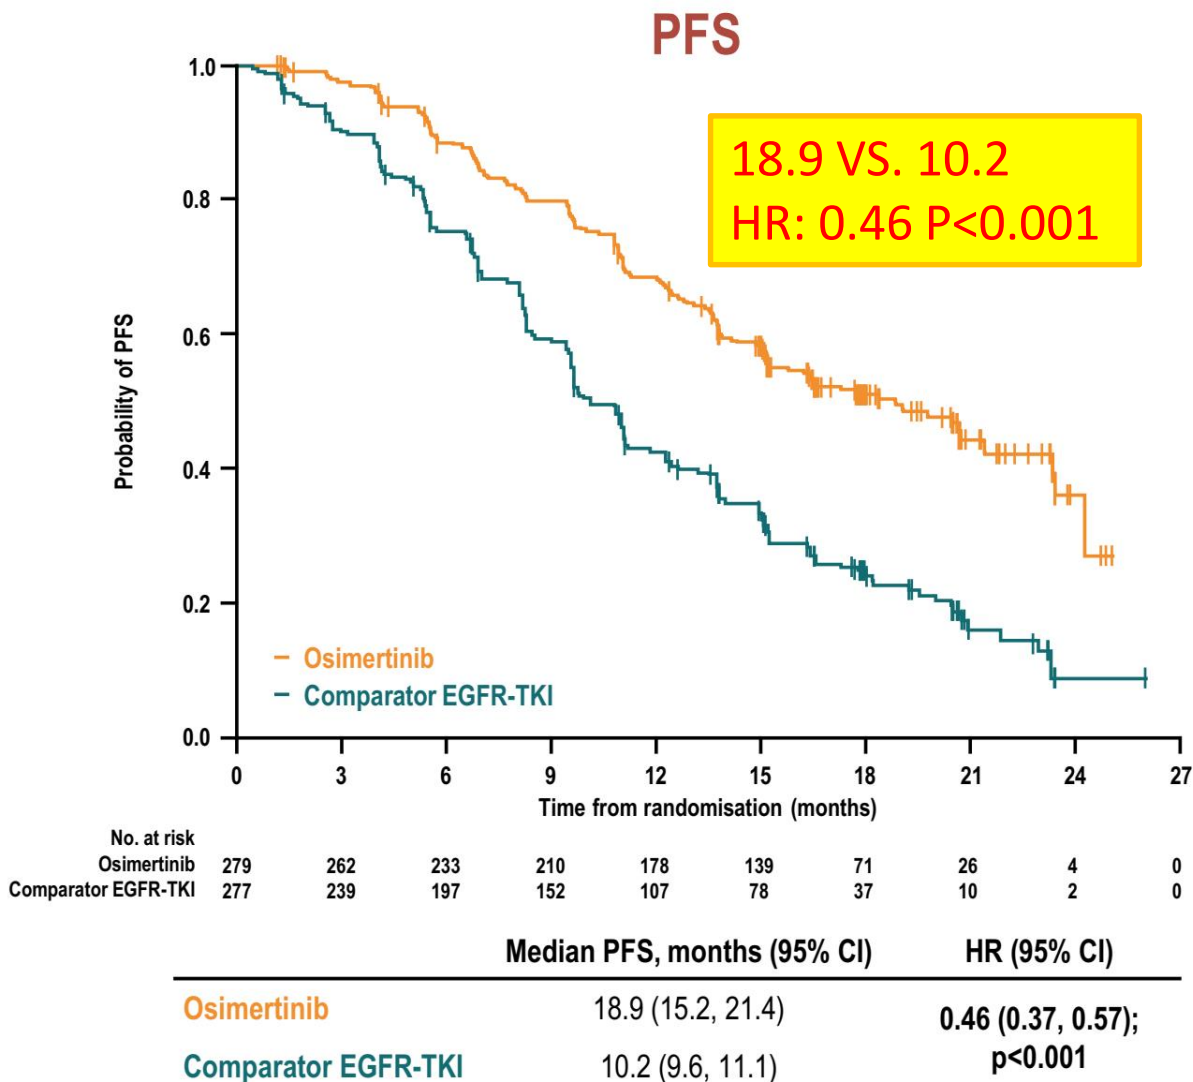 PFS
18.9 VS. 10.2
HR: 0.46 P<0.001
Probability of PFS
1.0
0.8
0.6
0.4
0.2
0.0
– Osimertinib
– Comparator EGFR-TKI
0 3 6 9 12 15 18 21 24 27
Time from randomisation (months)
No. at risk
Osimertinib 279 262 233 210 178 139 71 26 4 0
Comparator EGFR-TKI 277 239 197 152 107 78 37 10 2 0
Median PFS, months (95% CI) HR (95% CI)
Osimertinib 18.9 (15.2, 21.4) 0.46 (0.37, 0.57);
Comparator EGFR-TKI 10.2 (9.6, 11.1) p<0.001